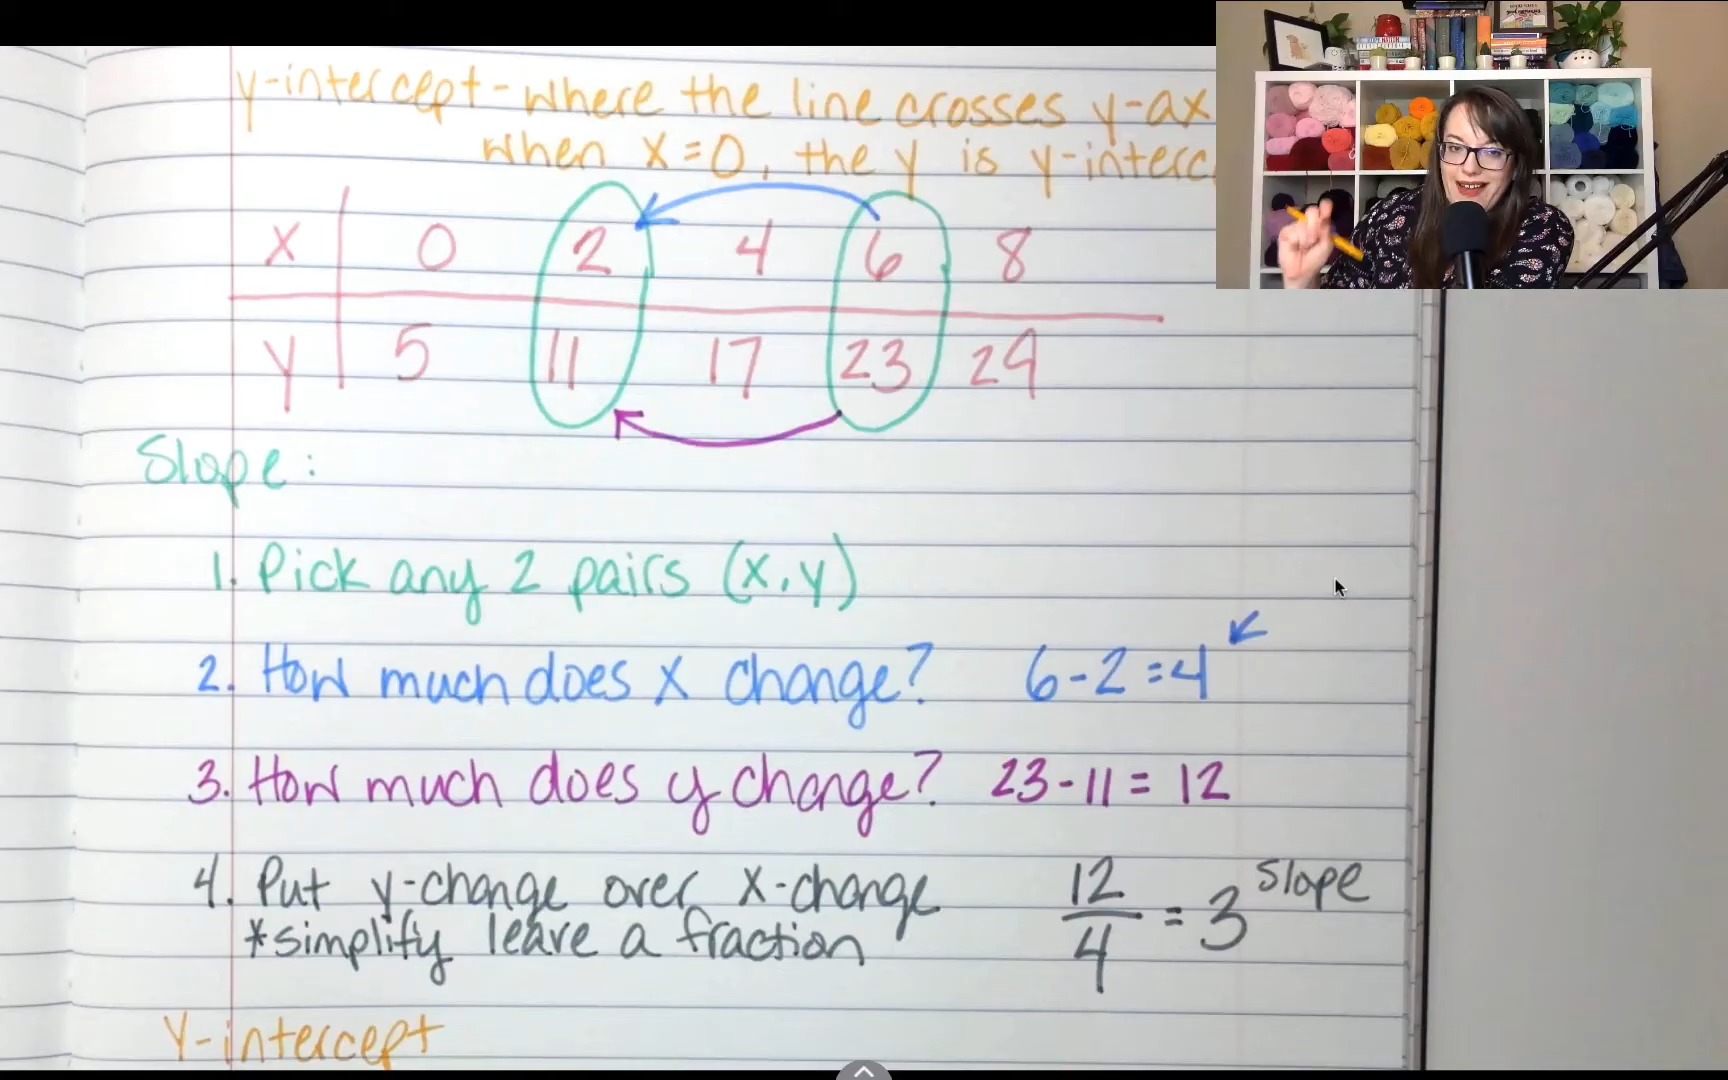 y-intercept - where the line crosses y-ax
when x=0, the y is y-interc
x 0 2 4 6 8
y 5 11 17 23 29
Slope:
1. Pick any 2 pairs (x,y)
2. How much does x change? 6-2=4
3. How much does y change? 23-11=12
4. Put y-change over x-change 12/4 = 3 slope
*simplify leave a fraction
Y-intercept